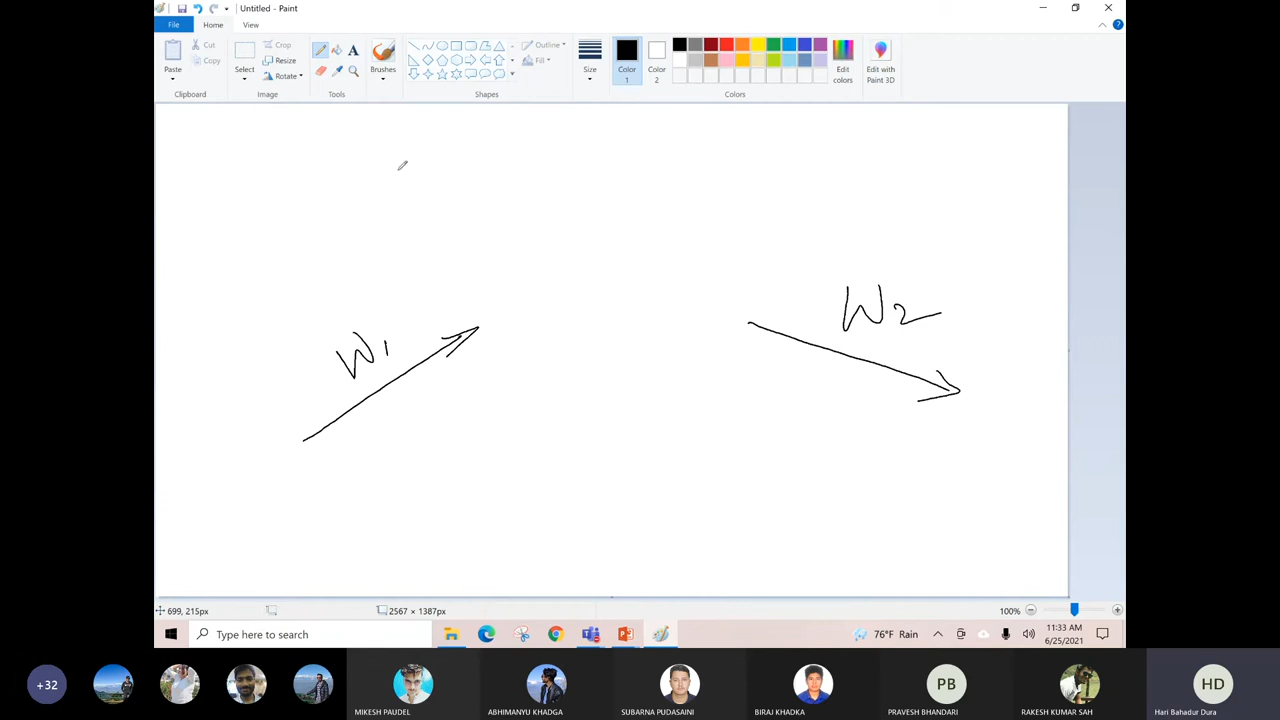 Untitled - Paint
File Home View
Paste
Cut
Copy
Clipboard
Select
Crop
Resize
Rotate
Image
Tools
Brushes
Outline
Fill
Shapes
Size
Color 1
Color 2
Colors
Edit colors
Edit with Paint 3D
W1
W2
699, 215px
2567 × 1387px
100%
Type here to search
76°F Rain
11:33 AM
6/25/2021
+32
MIKESH PAUDEL
ABHIMANYU KHADGA
SUBARNA PUDASAINI
BIRAJ KHADKA
PB
PRAVESH BHANDARI
RAKESH KUMAR SAH
HD
Hari Bahadur Dura